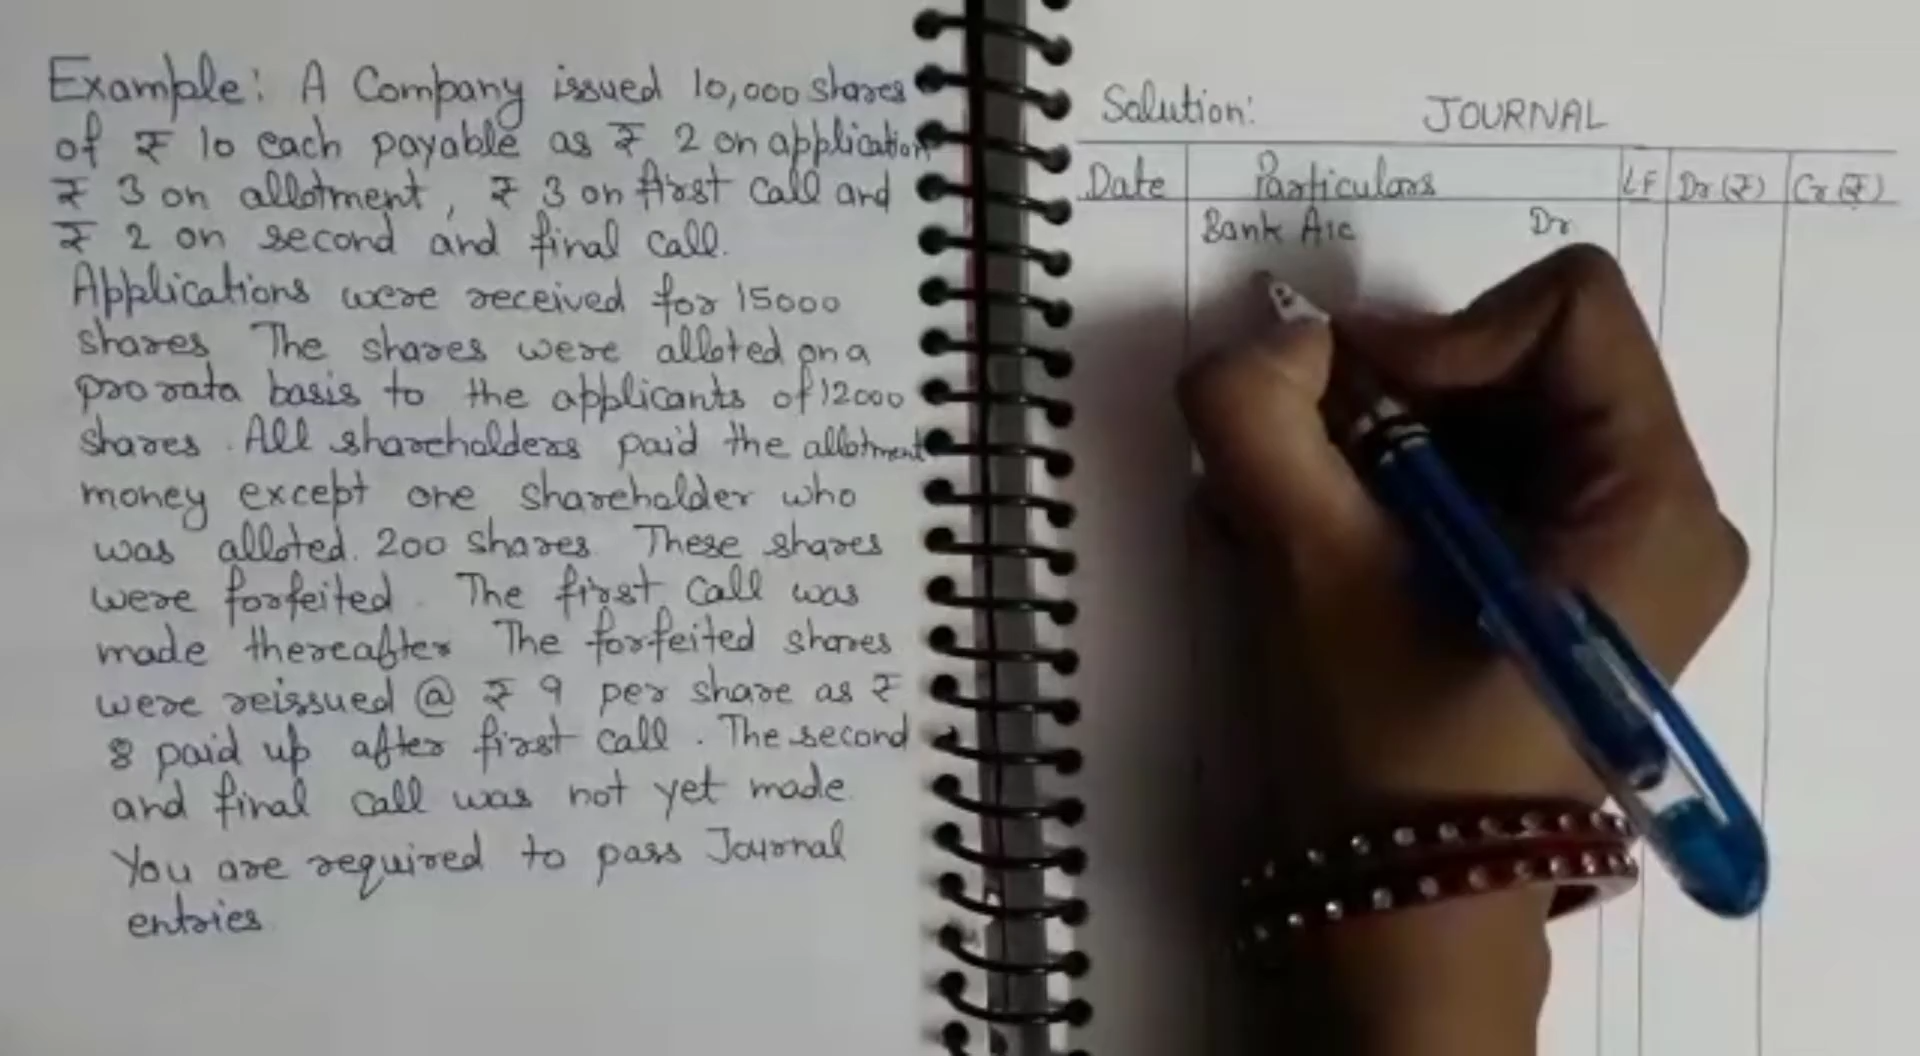 Example: A Company issued 10,000 shares
of ₹ 10 each payable as ₹ 2 on application
₹ 3 on allotment, ₹ 3 on first call and
₹ 2 on second and final call.
Applications were received for 15000
shares. The shares were alloted on a
pro rata basis to the applicants of 12000
shares. All shareholders paid the allotment
money except one shareholder who
was alloted 200 shares. These shares
were forfeited. The first call was
made thereafter The forfeited shares
were reissued @ ₹ 9 per share as ₹
8 paid up after first call. The second
and final call was not yet made.
You are required to pass Journal
entries.
Solution: JOURNAL
Date Particulars LF Dr (₹) Cr (₹)
Bank A/c Dr